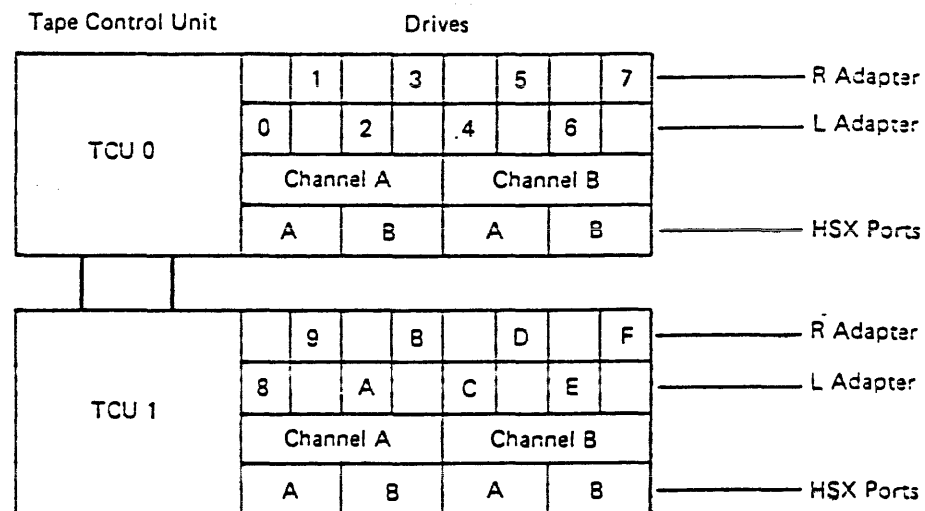 Tape Control Unit Drives
1 3 5 7 R Adapter
TCU 0
0 2 .4 6 L Adapter
Channel A Channel B
A B A B HSX Ports
9 B D F R Adapter
TCU 1
8 A C E L Adapter
Channel A Channel B
A B A B HSX Ports